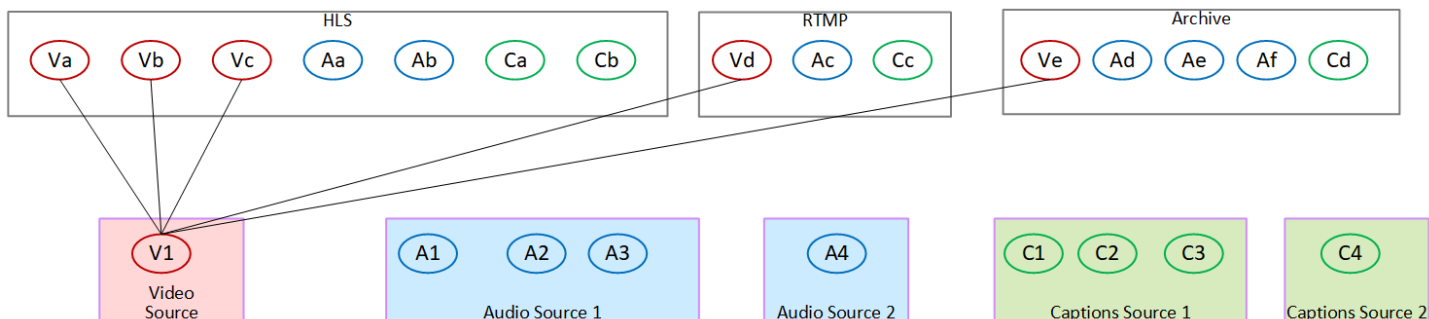 HLS
RTMP
Archive
Va Vb Vc Aa Ab Ca Cb
Vd Ac Cc
Ve Ad Ae Af Cd
V1
A1 A2 A3
A4
C1 C2 C3
C4
Video
Source
Audio Source 1
Audio Source 2
Captions Source 1
Captions Source 2